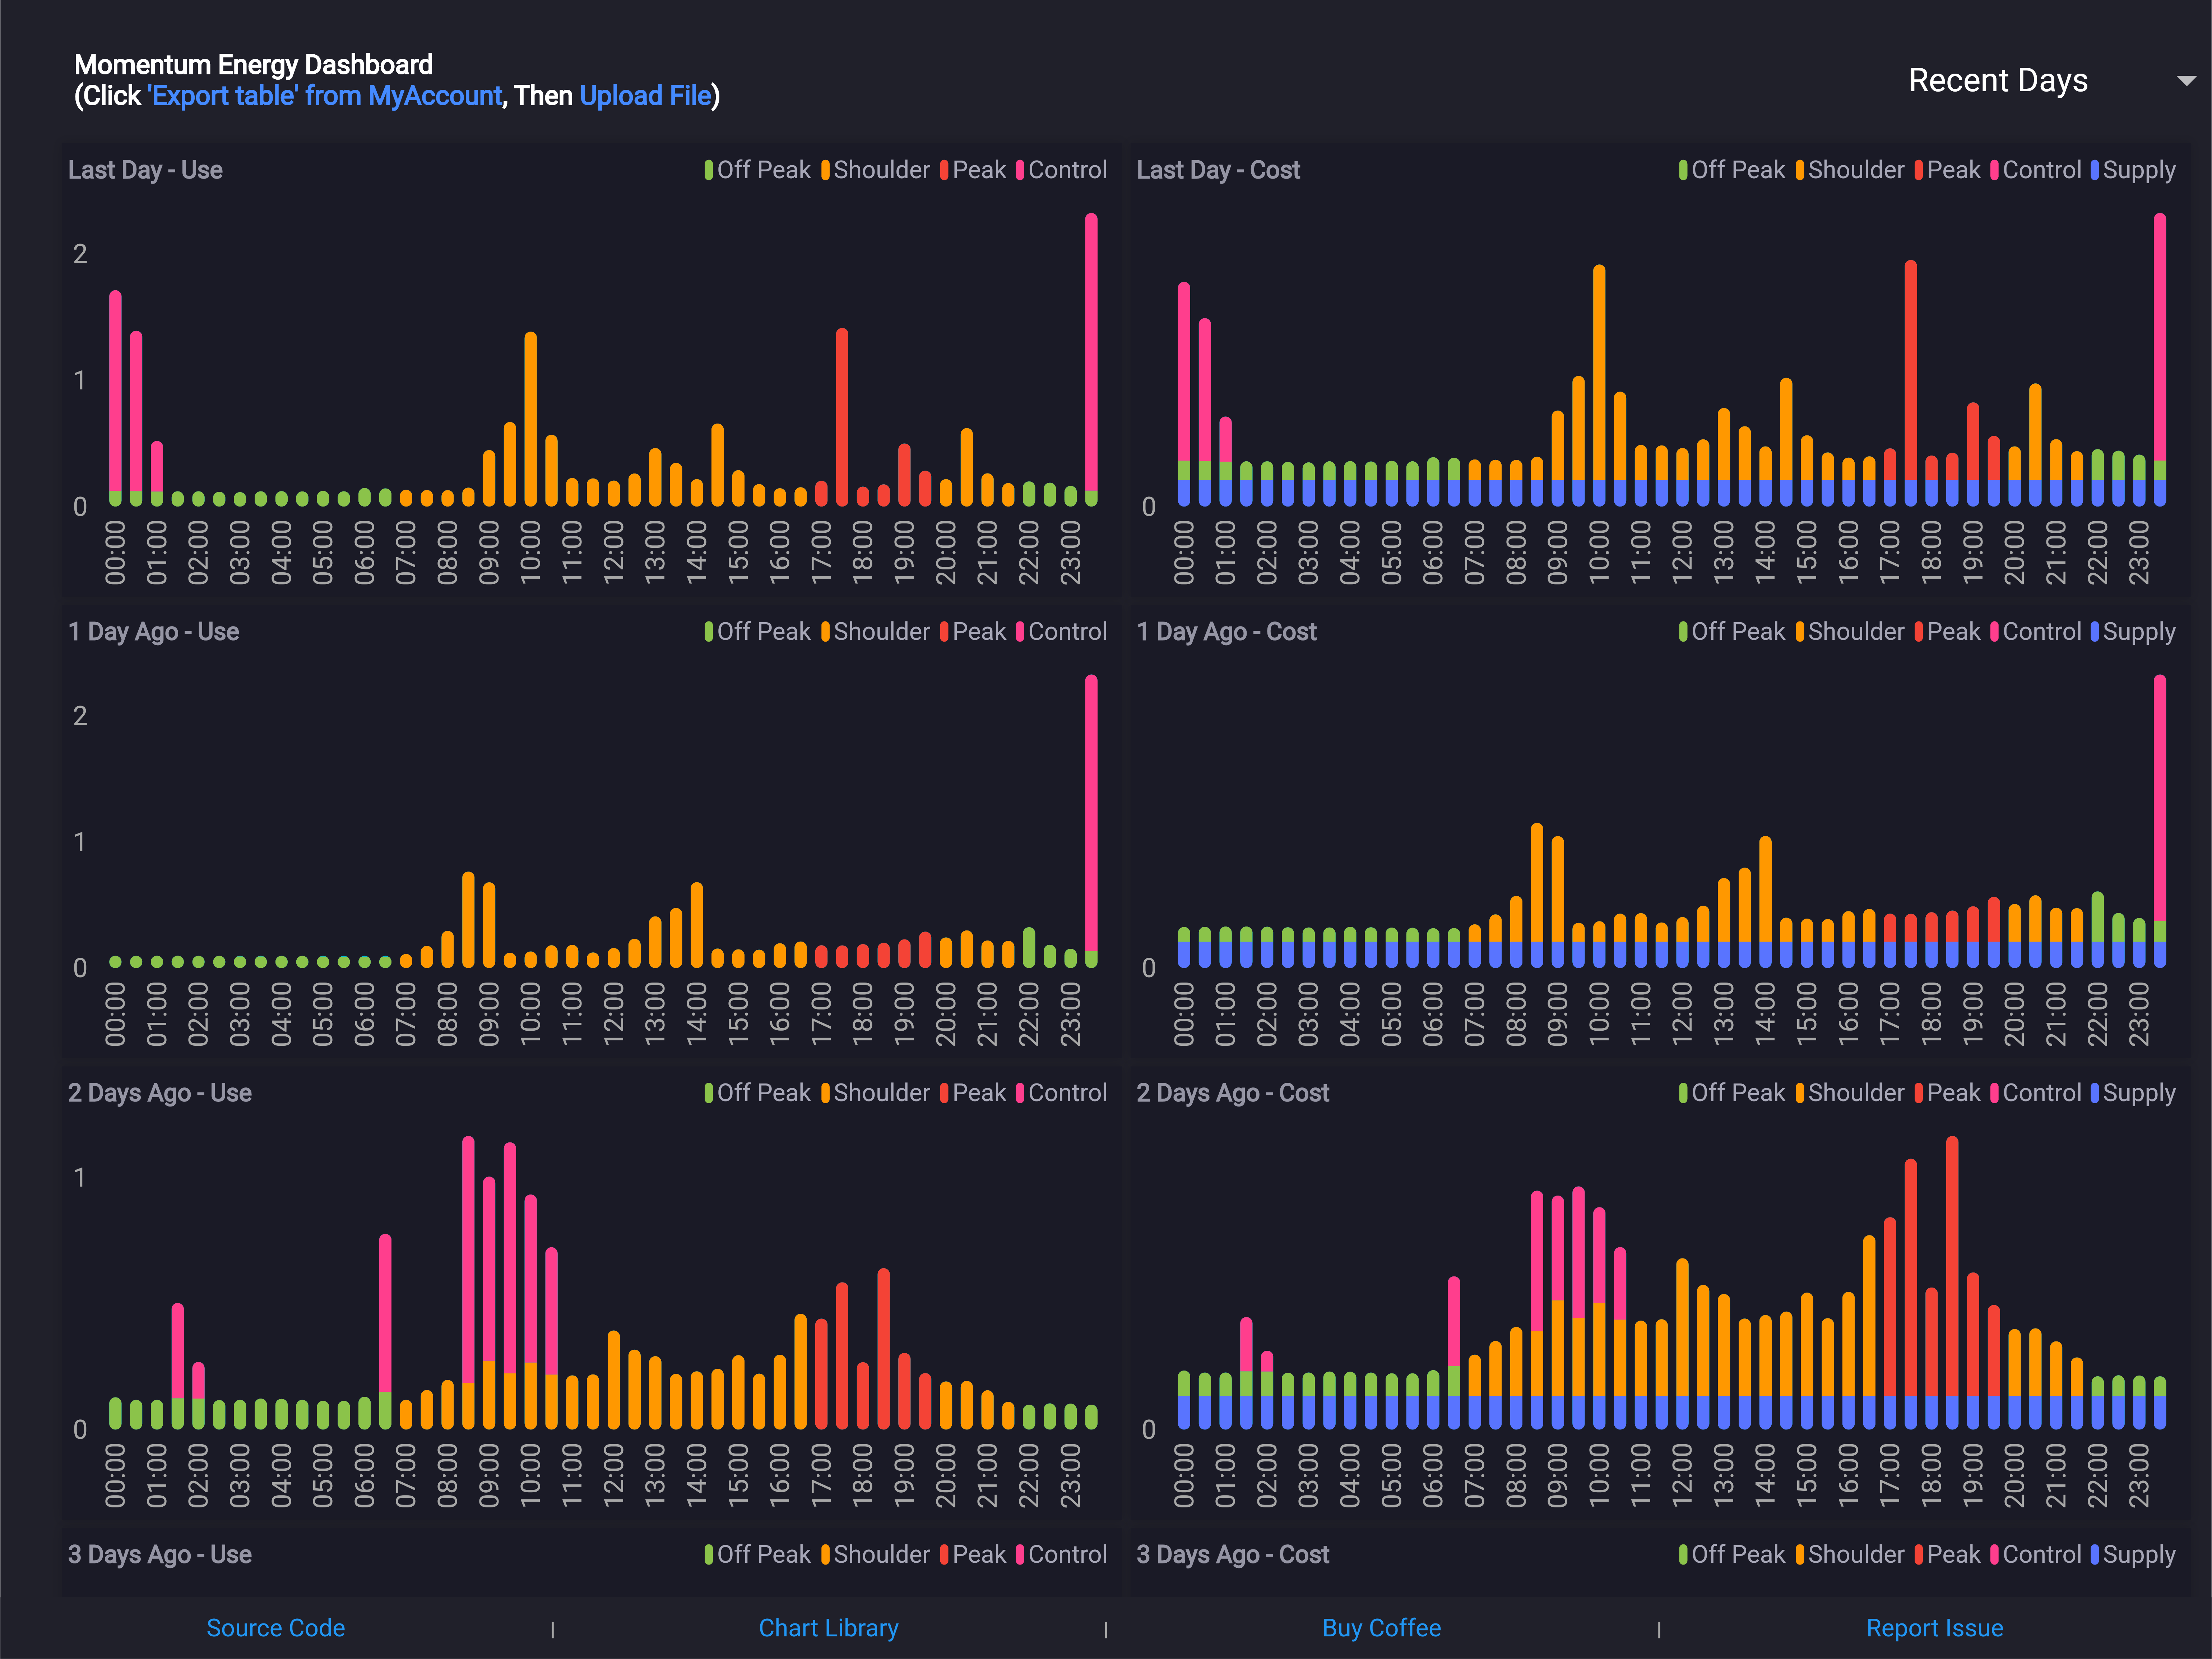 Momentum Energy Dashboard
(Click 'Export table' from MyAccount, Then Upload File)
Recent Days
Last Day - Use
Off Peak Shoulder Peak Control
2
1
0
00:00 01:00 02:00 03:00 04:00 05:00 06:00 07:00 08:00 09:00 10:00 11:00 12:00 13:00 14:00 15:00 16:00 17:00 18:00 19:00 20:00 21:00 22:00 23:00
Last Day - Cost
Off Peak Shoulder Peak Control Supply
0
00:00 01:00 02:00 03:00 04:00 05:00 06:00 07:00 08:00 09:00 10:00 11:00 12:00 13:00 14:00 15:00 16:00 17:00 18:00 19:00 20:00 21:00 22:00 23:00
1 Day Ago - Use
Off Peak Shoulder Peak Control
2
1
0
00:00 01:00 02:00 03:00 04:00 05:00 06:00 07:00 08:00 09:00 10:00 11:00 12:00 13:00 14:00 15:00 16:00 17:00 18:00 19:00 20:00 21:00 22:00 23:00
1 Day Ago - Cost
Off Peak Shoulder Peak Control Supply
0
00:00 01:00 02:00 03:00 04:00 05:00 06:00 07:00 08:00 09:00 10:00 11:00 12:00 13:00 14:00 15:00 16:00 17:00 18:00 19:00 20:00 21:00 22:00 23:00
2 Days Ago - Use
Off Peak Shoulder Peak Control
1
0
00:00 01:00 02:00 03:00 04:00 05:00 06:00 07:00 08:00 09:00 10:00 11:00 12:00 13:00 14:00 15:00 16:00 17:00 18:00 19:00 20:00 21:00 22:00 23:00
2 Days Ago - Cost
Off Peak Shoulder Peak Control Supply
0
00:00 01:00 02:00 03:00 04:00 05:00 06:00 07:00 08:00 09:00 10:00 11:00 12:00 13:00 14:00 15:00 16:00 17:00 18:00 19:00 20:00 21:00 22:00 23:00
3 Days Ago - Use
Off Peak Shoulder Peak Control
3 Days Ago - Cost
Off Peak Shoulder Peak Control Supply
Source Code | Chart Library | Buy Coffee | Report Issue